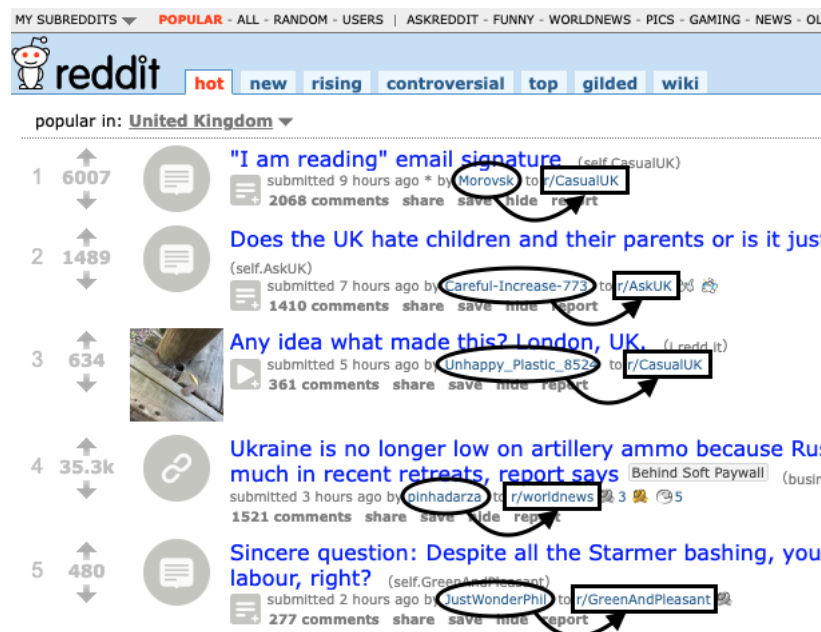 MY SUBREDDITS POPULAR - ALL - RANDOM - USERS | ASKREDDIT - FUNNY - WORLDNEWS - PICS - GAMING - NEWS - OL
reddit hot new rising controversial top gilded wiki
popular in: United Kingdom
"I am reading" email signature (self.CasualUK)
1 6007 submitted 9 hours ago * by Morovsk to r/CasualUK
2068 comments share save hide report
Does the UK hate children and their parents or is it just
2 1489 (self.AskUK)
submitted 7 hours ago by Careful-Increase-773 to r/AskUK
1410 comments share save hide report
Any idea what made this? London, UK. (i.redd.it)
3 634 submitted 5 hours ago by Unhappy_Plastic_8524 to r/CasualUK
361 comments share save hide report
Ukraine is no longer low on artillery ammo because Rus
4 35.3k much in recent retreats, report says Behind Soft Paywall (busin
submitted 3 hours ago by pinhadarza to r/worldnews 3 5
1521 comments share save hide report
Sincere question: Despite all the Starmer bashing, you
5 480 labour, right? (self.GreenAndPleasant)
submitted 2 hours ago by JustWonderPhil to r/GreenAndPleasant
277 comments share save hide report